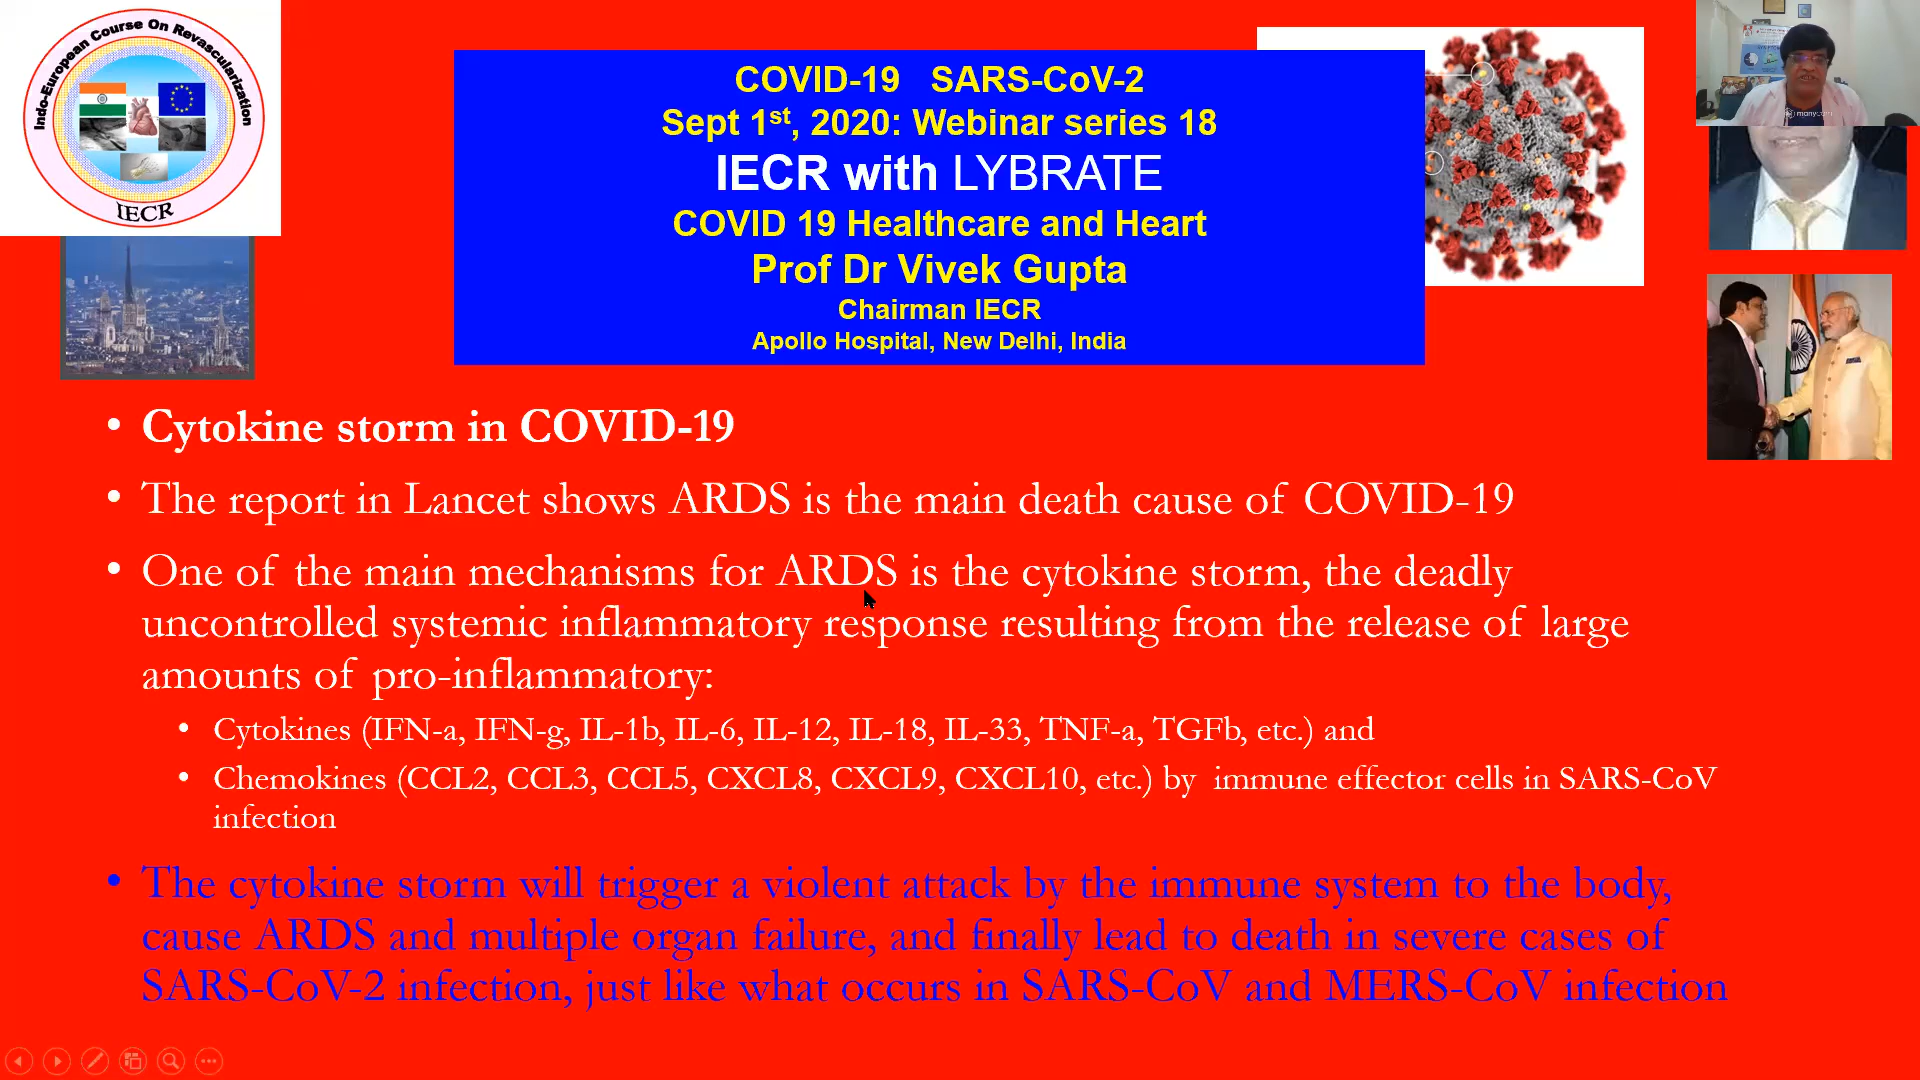 Indo-European Course On Revascularization
IECR
COVID-19 SARS-CoV-2
Sept 1st, 2020: Webinar series 18
IECR with LYBRATE
COVID 19 Healthcare and Heart
Prof Dr Vivek Gupta
Chairman IECR
Apollo Hospital, New Delhi, India
manycam
• Cytokine storm in COVID-19
• The report in Lancet shows ARDS is the main death cause of COVID-19
• One of the main mechanisms for ARDS is the cytokine storm, the deadly
uncontrolled systemic inflammatory response resulting from the release of large
amounts of pro-inflammatory:
• Cytokines (IFN-a, IFN-g, IL-1b, IL-6, IL-12, IL-18, IL-33, TNF-a, TGFb, etc.) and
• Chemokines (CCL2, CCL3, CCL5, CXCL8, CXCL9, CXCL10, etc.) by immune effector cells in SARS-CoV
infection
• The cytokine storm will trigger a violent attack by the immune system to the body,
cause ARDS and multiple organ failure, and finally lead to death in severe cases of
SARS-CoV-2 infection, just like what occurs in SARS-CoV and MERS-CoV infection